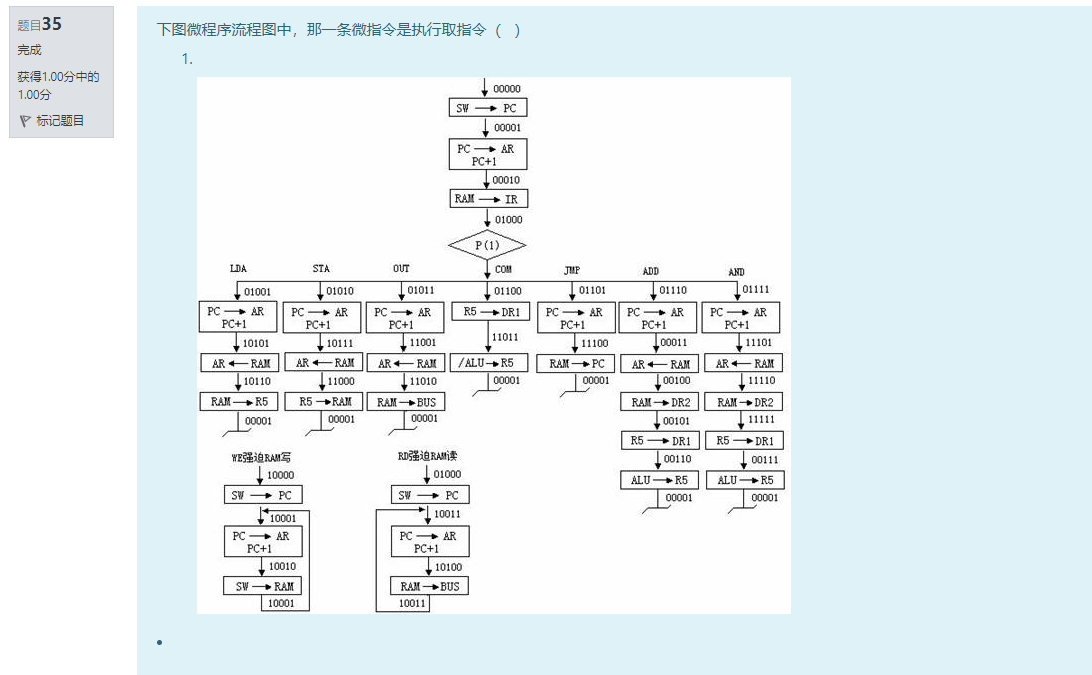 题目35
完成
获得1.00分中的
1.00分
标记题目
下图微程序流程图中，那一条微指令是执行取指令（ ）
1.
00000
SW → PC
00001
PC → AR
PC+1
00010
RAM → IR
01000
P(1)
LDA STA OUT COM JMP ADD AND
01001 01010 01011 01100 01101 01110 01111
PC → AR PC → AR PC → AR R5 → DR1 PC → AR PC → AR PC → AR
PC+1 PC+1 PC+1 PC+1 PC+1 PC+1
10101 10111 11001 11011 11100 00011 11101
AR ← RAM AR ← RAM AR ← RAM /ALU → R5 RAM → PC AR ← RAM AR ← RAM
10110 11000 11010 00001 00001 00100 11110
RAM → R5 R5 → RAM RAM → BUS RAM → DR2 RAM → DR2
00001 00001 00001 00101 11111
R5 → DR1 R5 → DR1
00110 00111
ALU → R5 ALU → R5
00001 00001
WE强迫RAM写 RD强迫RAM读
10000 01000
SW → PC SW → PC
10001 10011
PC → AR PC → AR
PC+1 PC+1
10010 10100
SW → RAM RAM → BUS
10001 10011